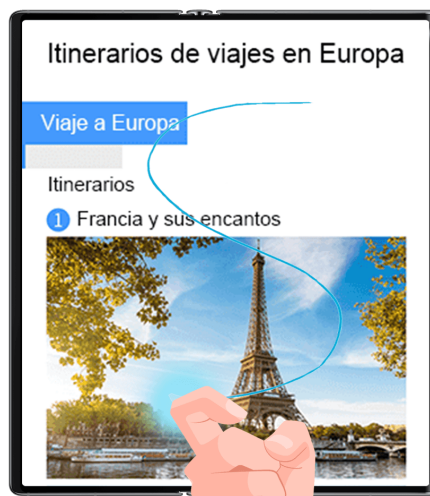 Itinerarios de viajes en Europa
Viaje a Europa
Itinerarios
1 Francia y sus encantos